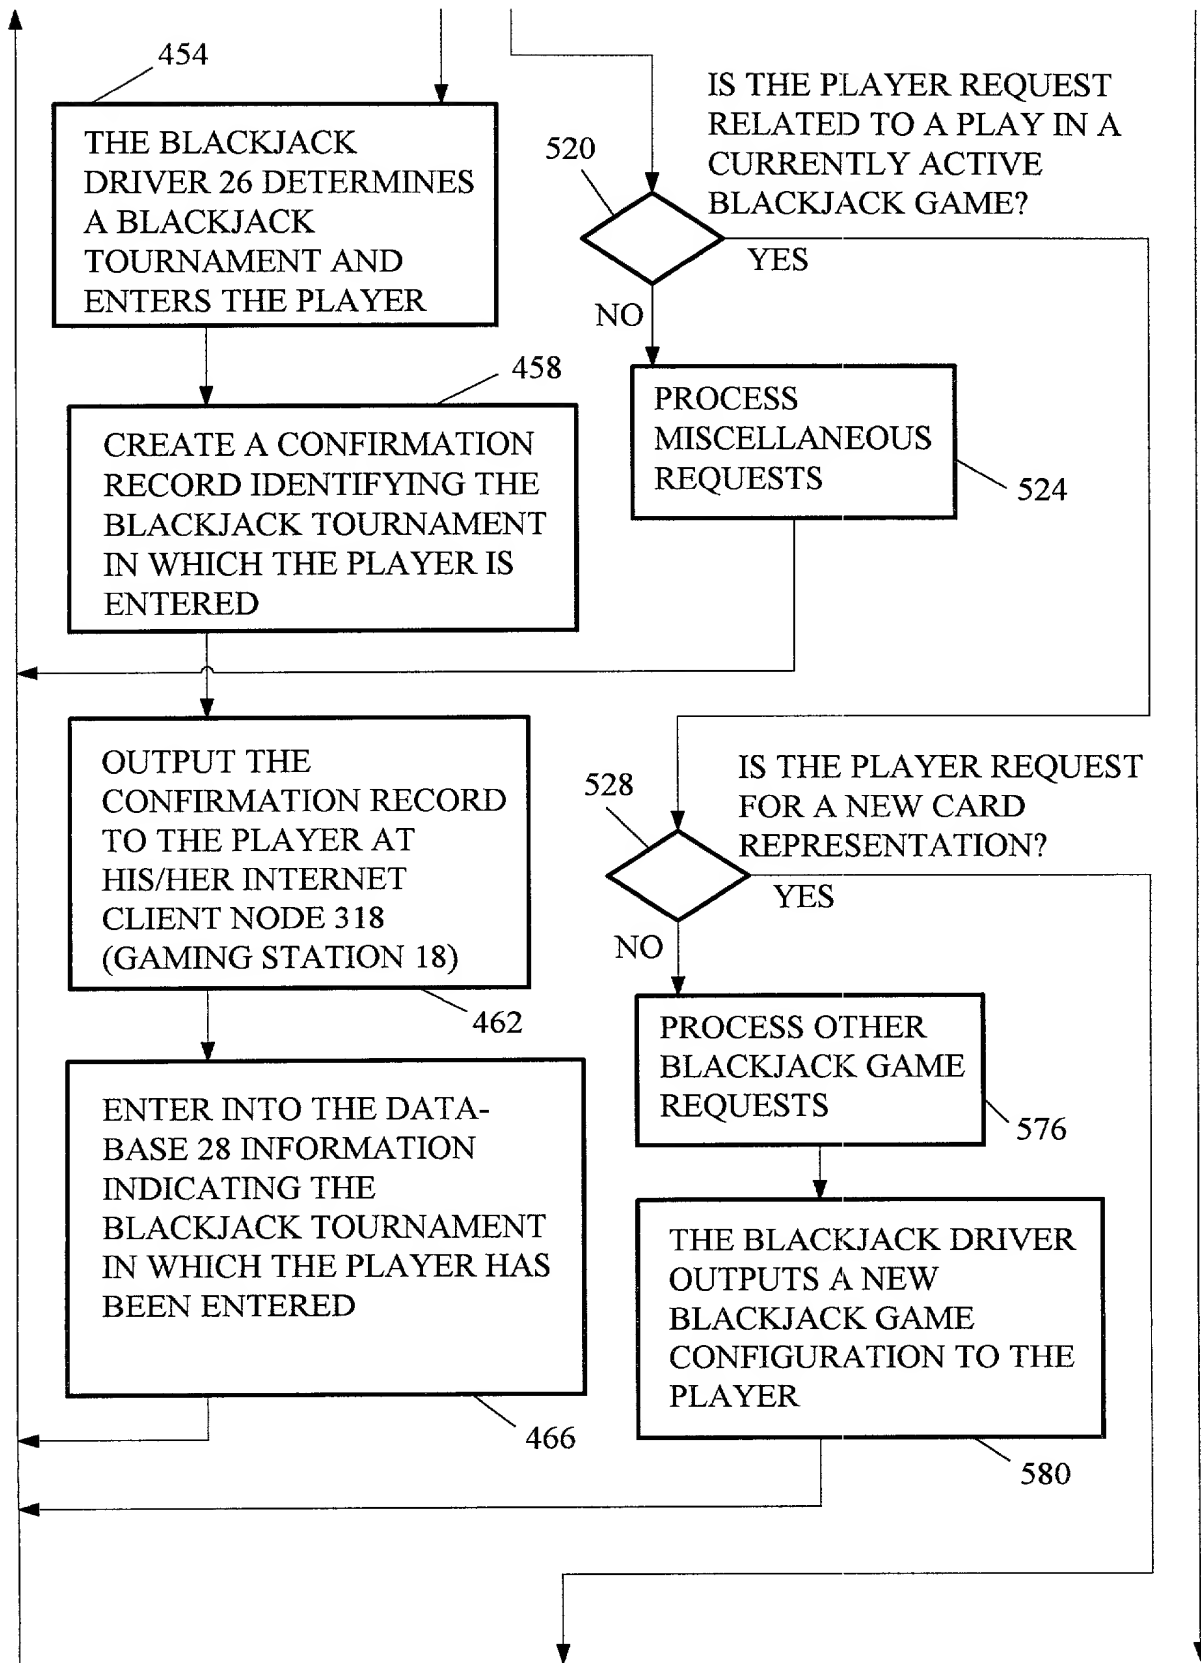 454
THE BLACKJACK
DRIVER 26 DETERMINES
A BLACKJACK
TOURNAMENT AND
ENTERS THE PLAYER
458
CREATE A CONFIRMATION
RECORD IDENTIFYING THE
BLACKJACK TOURNAMENT
IN WHICH THE PLAYER IS
ENTERED
OUTPUT THE
CONFIRMATION RECORD
TO THE PLAYER AT
HIS/HER INTERNET
CLIENT NODE 318
(GAMING STATION 18)
462
ENTER INTO THE DATA-
BASE 28 INFORMATION
INDICATING THE
BLACKJACK TOURNAMENT
IN WHICH THE PLAYER HAS
BEEN ENTERED
466
IS THE PLAYER REQUEST
RELATED TO A PLAY IN A
CURRENTLY ACTIVE
BLACKJACK GAME?
520
YES
NO
PROCESS
MISCELLANEOUS
REQUESTS
524
IS THE PLAYER REQUEST
FOR A NEW CARD
REPRESENTATION?
528
YES
NO
PROCESS OTHER
BLACKJACK GAME
REQUESTS
576
THE BLACKJACK DRIVER
OUTPUTS A NEW
BLACKJACK GAME
CONFIGURATION TO THE
PLAYER
580